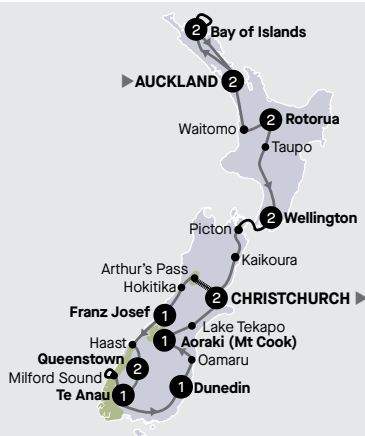 2 Bay of Islands
▶AUCKLAND 2
Waitomo 2 Rotorua
Taupo
2 Wellington
Picton
Kaikoura
Arthur's Pass
Hokitika
2 CHRISTCHURCH ▶
Franz Josef 1
Lake Tekapo
Haast 1 Aoraki (Mt Cook)
Queenstown 2
Oamaru
Milford Sound
Te Anau 1
1 Dunedin